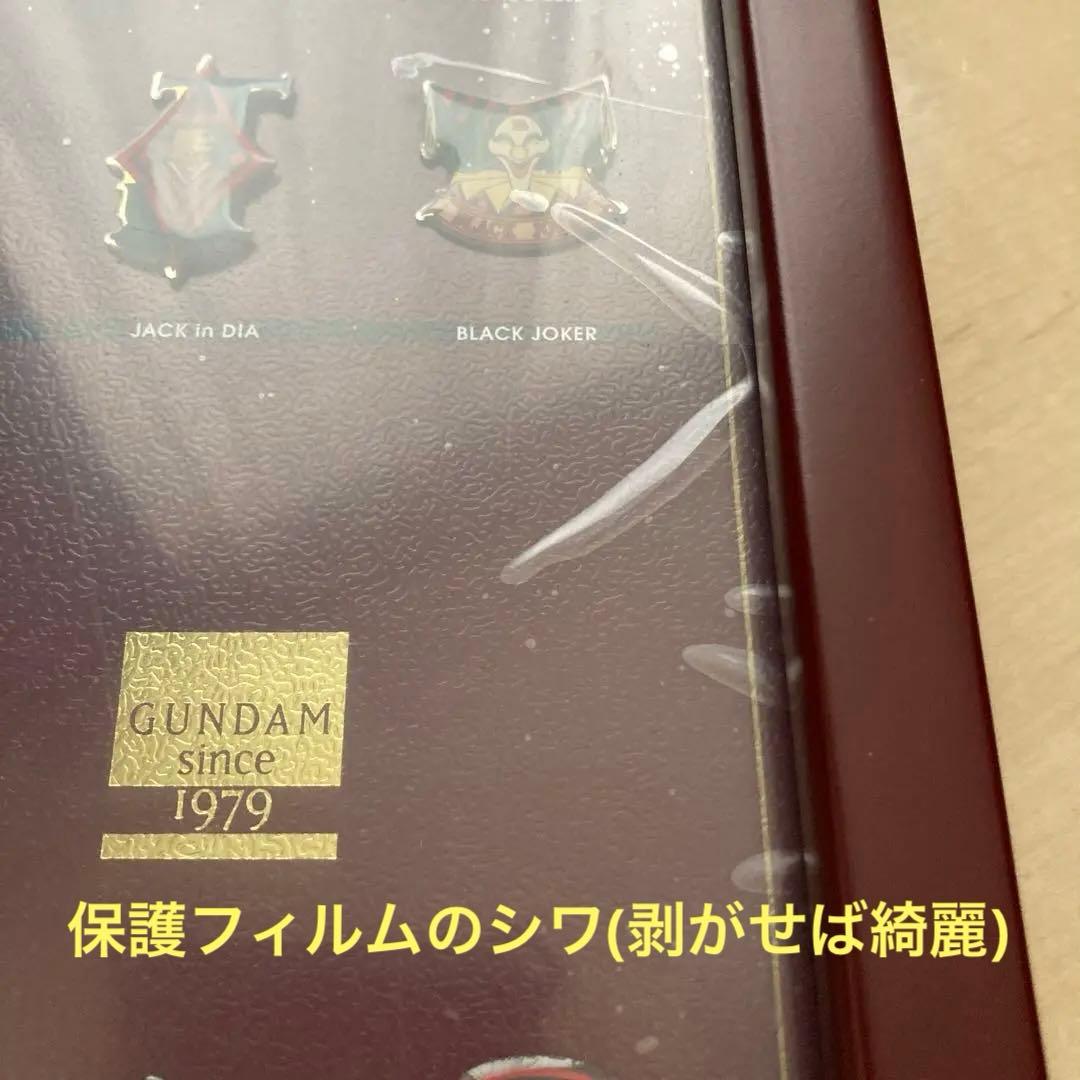 JACK in DIA
BLACK JOKER
GUNDAM
since
1979
保護フィルムのシワ(剥がせば綺麗)